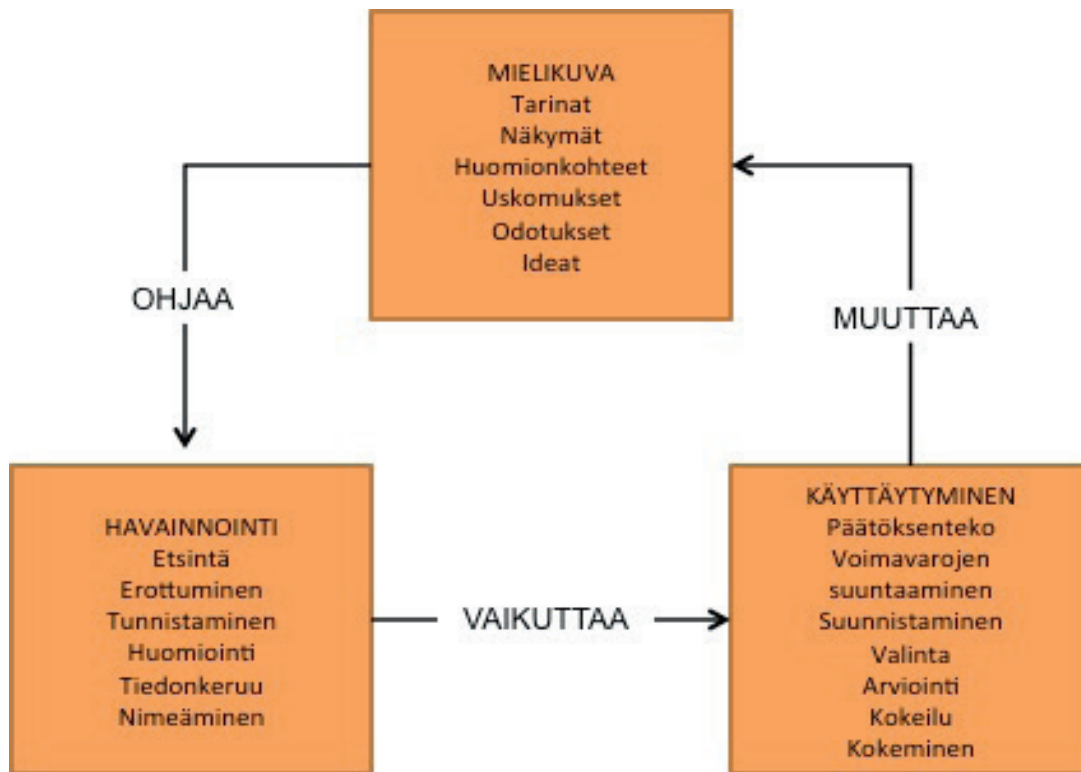 MIELIKUVA
Tarinat
Näkymät
Huomionkohteet
Uskomukset
Odotukset
Ideat
OHJAA
MUUTTAA
HAVAINNOINTI
Etsintä
Erottuminen
Tunnistaminen
Huomiointi
Tiedonkeruu
Nimeäminen
VAIKUTTAA
KÄYTTÄYTYMINEN
Päätöksenteko
Voimavarojen
suuntaaminen
Suunnistaminen
Valinta
Arviointi
Kokeilu
Kokeminen